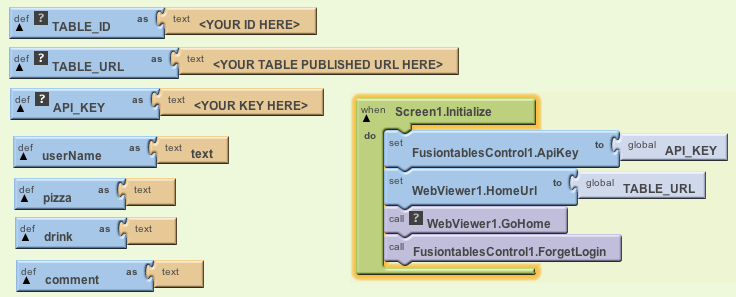 def ? TABLE_ID as text <YOUR ID HERE>
def ? TABLE_URL as text <YOUR TABLE PUBLISHED URL HERE>
def ? API_KEY as text <YOUR KEY HERE>
def userName as text text
def pizza as text
def drink as text
def comment as text
when Screen1.Initialize
do
set FusiontablesControl1.ApiKey to global API_KEY
set WebViewer1.HomeUrl to global TABLE_URL
call ? WebViewer1.GoHome
call FusiontablesControl1.ForgetLogin